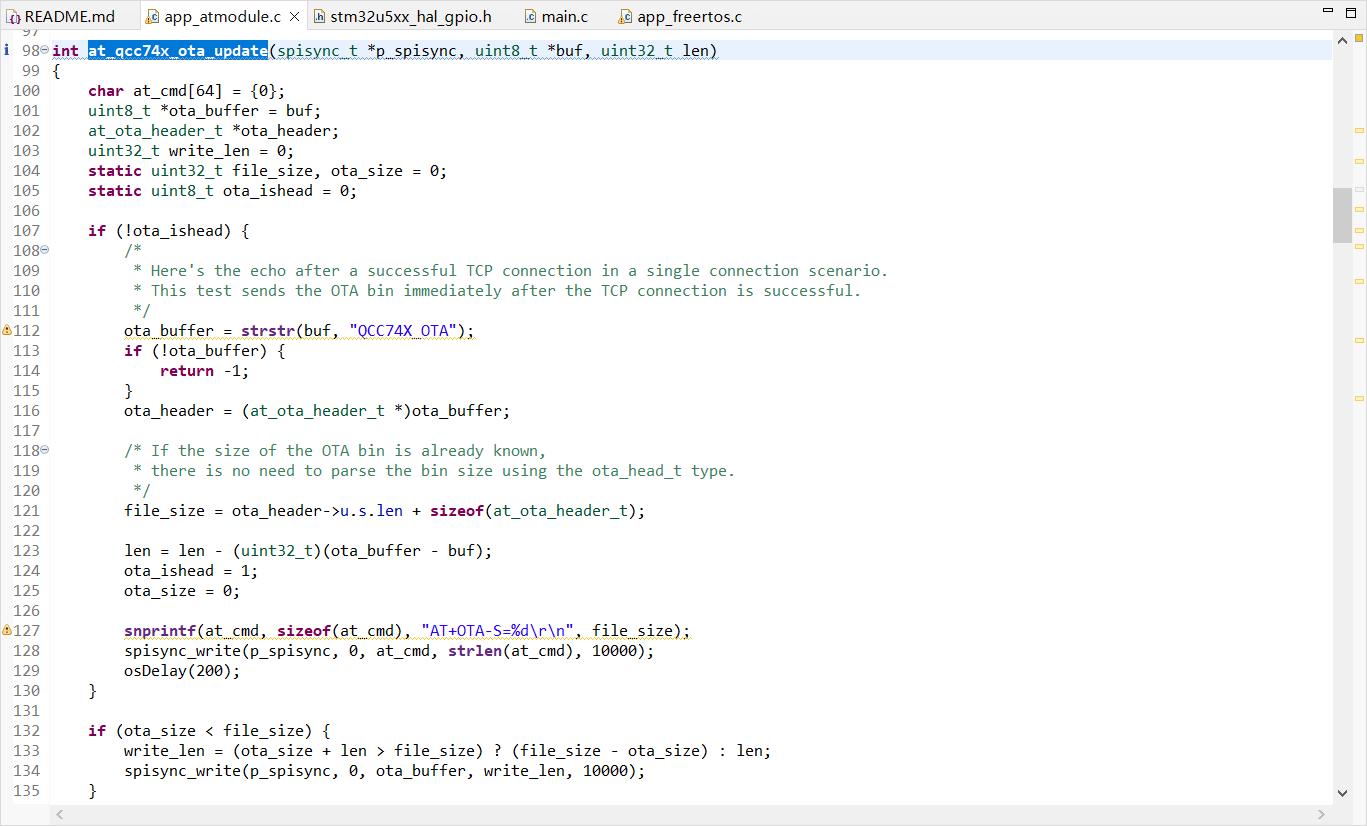 README.md app_atmodule.c stm32u5xx_hal_gpio.h main.c app_freertos.c
97
98 int at_qcc74x_ota_update(spisync_t *p_spisync, uint8_t *buf, uint32_t len)
99 {
100     char at_cmd[64] = {0};
101     uint8_t *ota_buffer = buf;
102     at_ota_header_t *ota_header;
103     uint32_t write_len = 0;
104     static uint32_t file_size, ota_size = 0;
105     static uint8_t ota_ishead = 0;
106
107     if (!ota_ishead) {
108         /*
109          * Here's the echo after a successful TCP connection in a single connection scenario.
110          * This test sends the OTA bin immediately after the TCP connection is successful.
111          */
112         ota_buffer = strstr(buf, "QCC74X_OTA");
113         if (!ota_buffer) {
114             return -1;
115         }
116         ota_header = (at_ota_header_t *)ota_buffer;
117
118         /* If the size of the OTA bin is already known,
119          * there is no need to parse the bin size using the ota_head_t type.
120          */
121         file_size = ota_header->u.s.len + sizeof(at_ota_header_t);
122
123         len = len - (uint32_t)(ota_buffer - buf);
124         ota_ishead = 1;
125         ota_size = 0;
126
127         snprintf(at_cmd, sizeof(at_cmd), "AT+OTA-S=%d\r\n", file_size);
128         spisync_write(p_spisync, 0, at_cmd, strlen(at_cmd), 10000);
129         osDelay(200);
130     }
131
132     if (ota_size < file_size) {
133         write_len = (ota_size + len > file_size) ? (file_size - ota_size) : len;
134         spisync_write(p_spisync, 0, ota_buffer, write_len, 10000);
135     }